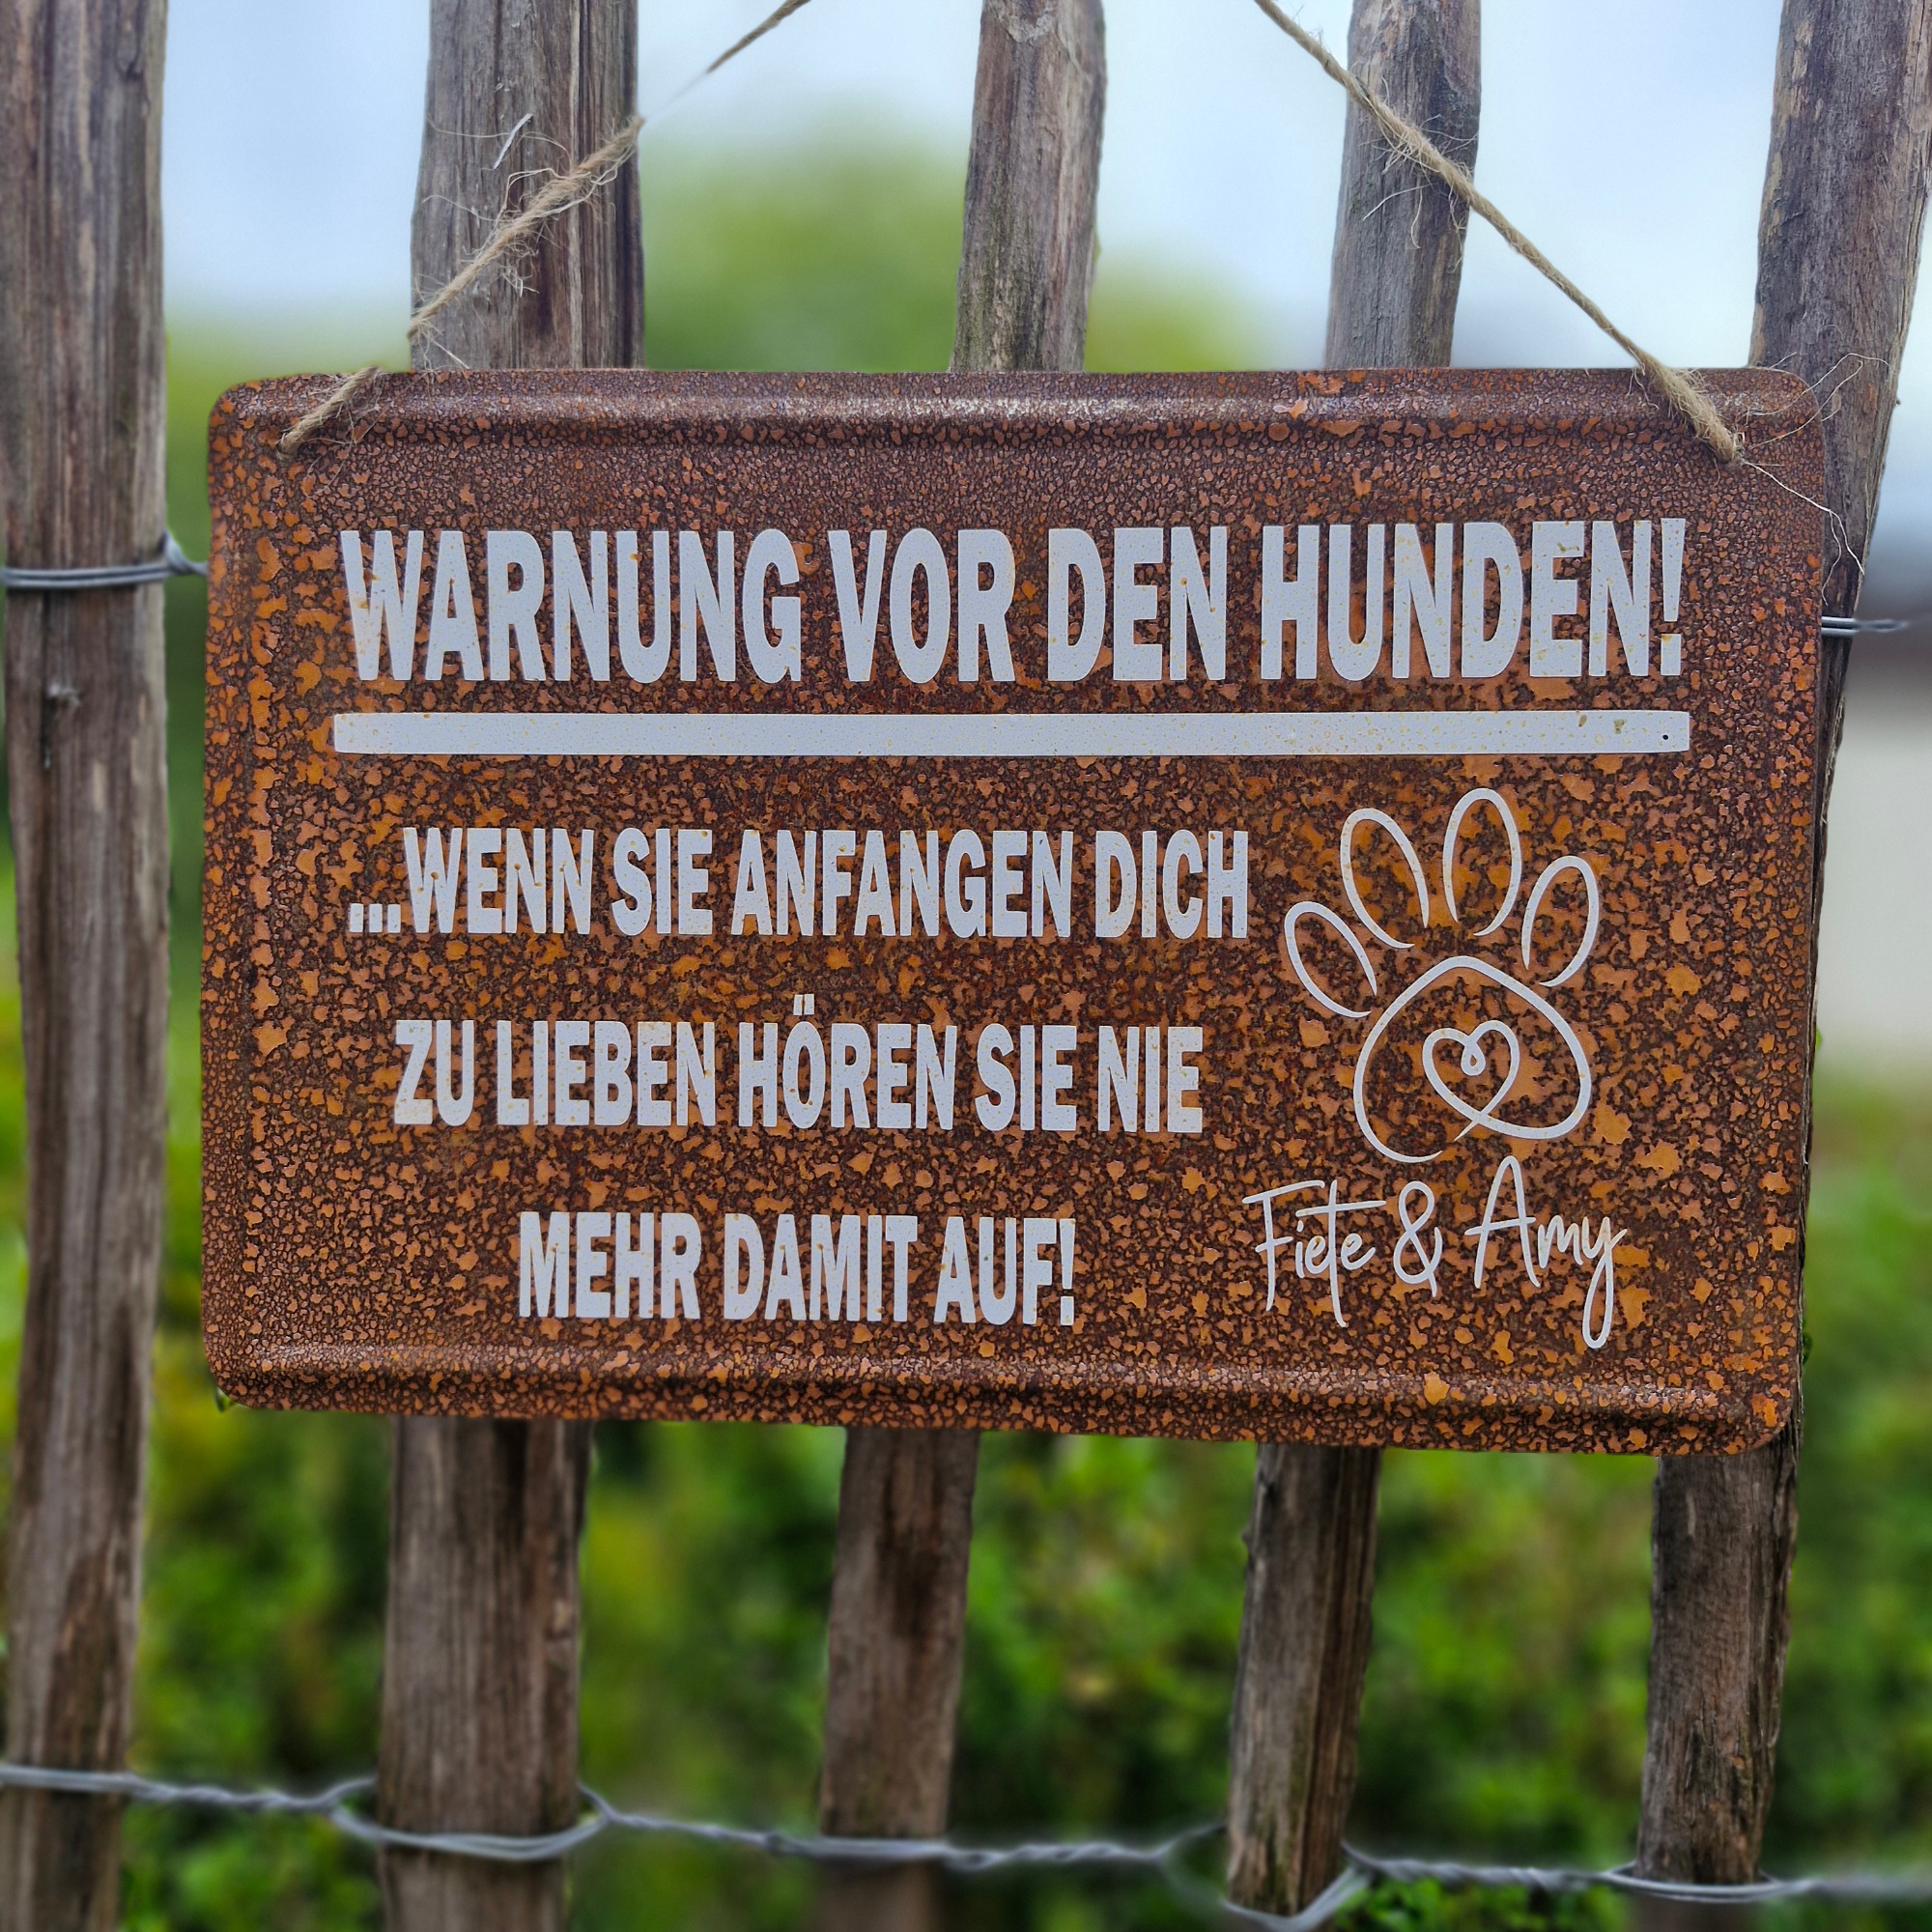 WARNUNG VOR DEN HUNDEN!
...WENN SIE ANFANGEN DICH
ZU LIEBEN HÖREN SIE NIE
MEHR DAMIT AUF!
Fiete & Amy